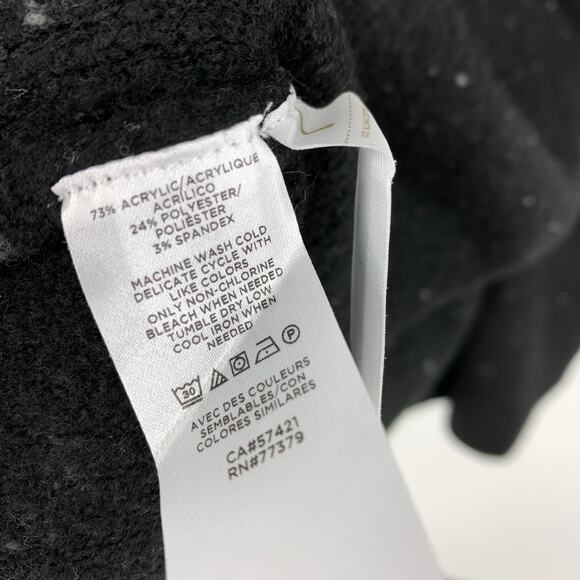 73% ACRYLIC/ACRYLIQUE
ACRÍLICO
24% POLYESTER/
POLIÉSTER
3% SPANDEX
MACHINE WASH COLD
DELICATE CYCLE WITH
LIKE COLORS
ONLY NON-CHLORINE
BLEACH WHEN NEEDED
TUMBLE DRY LOW
COOL IRON WHEN
NEEDED
30 P
AVEC DES COULEURS
SEMBLABLES/CON
COLORES SIMILARES
CA#57421
RN#77379
L